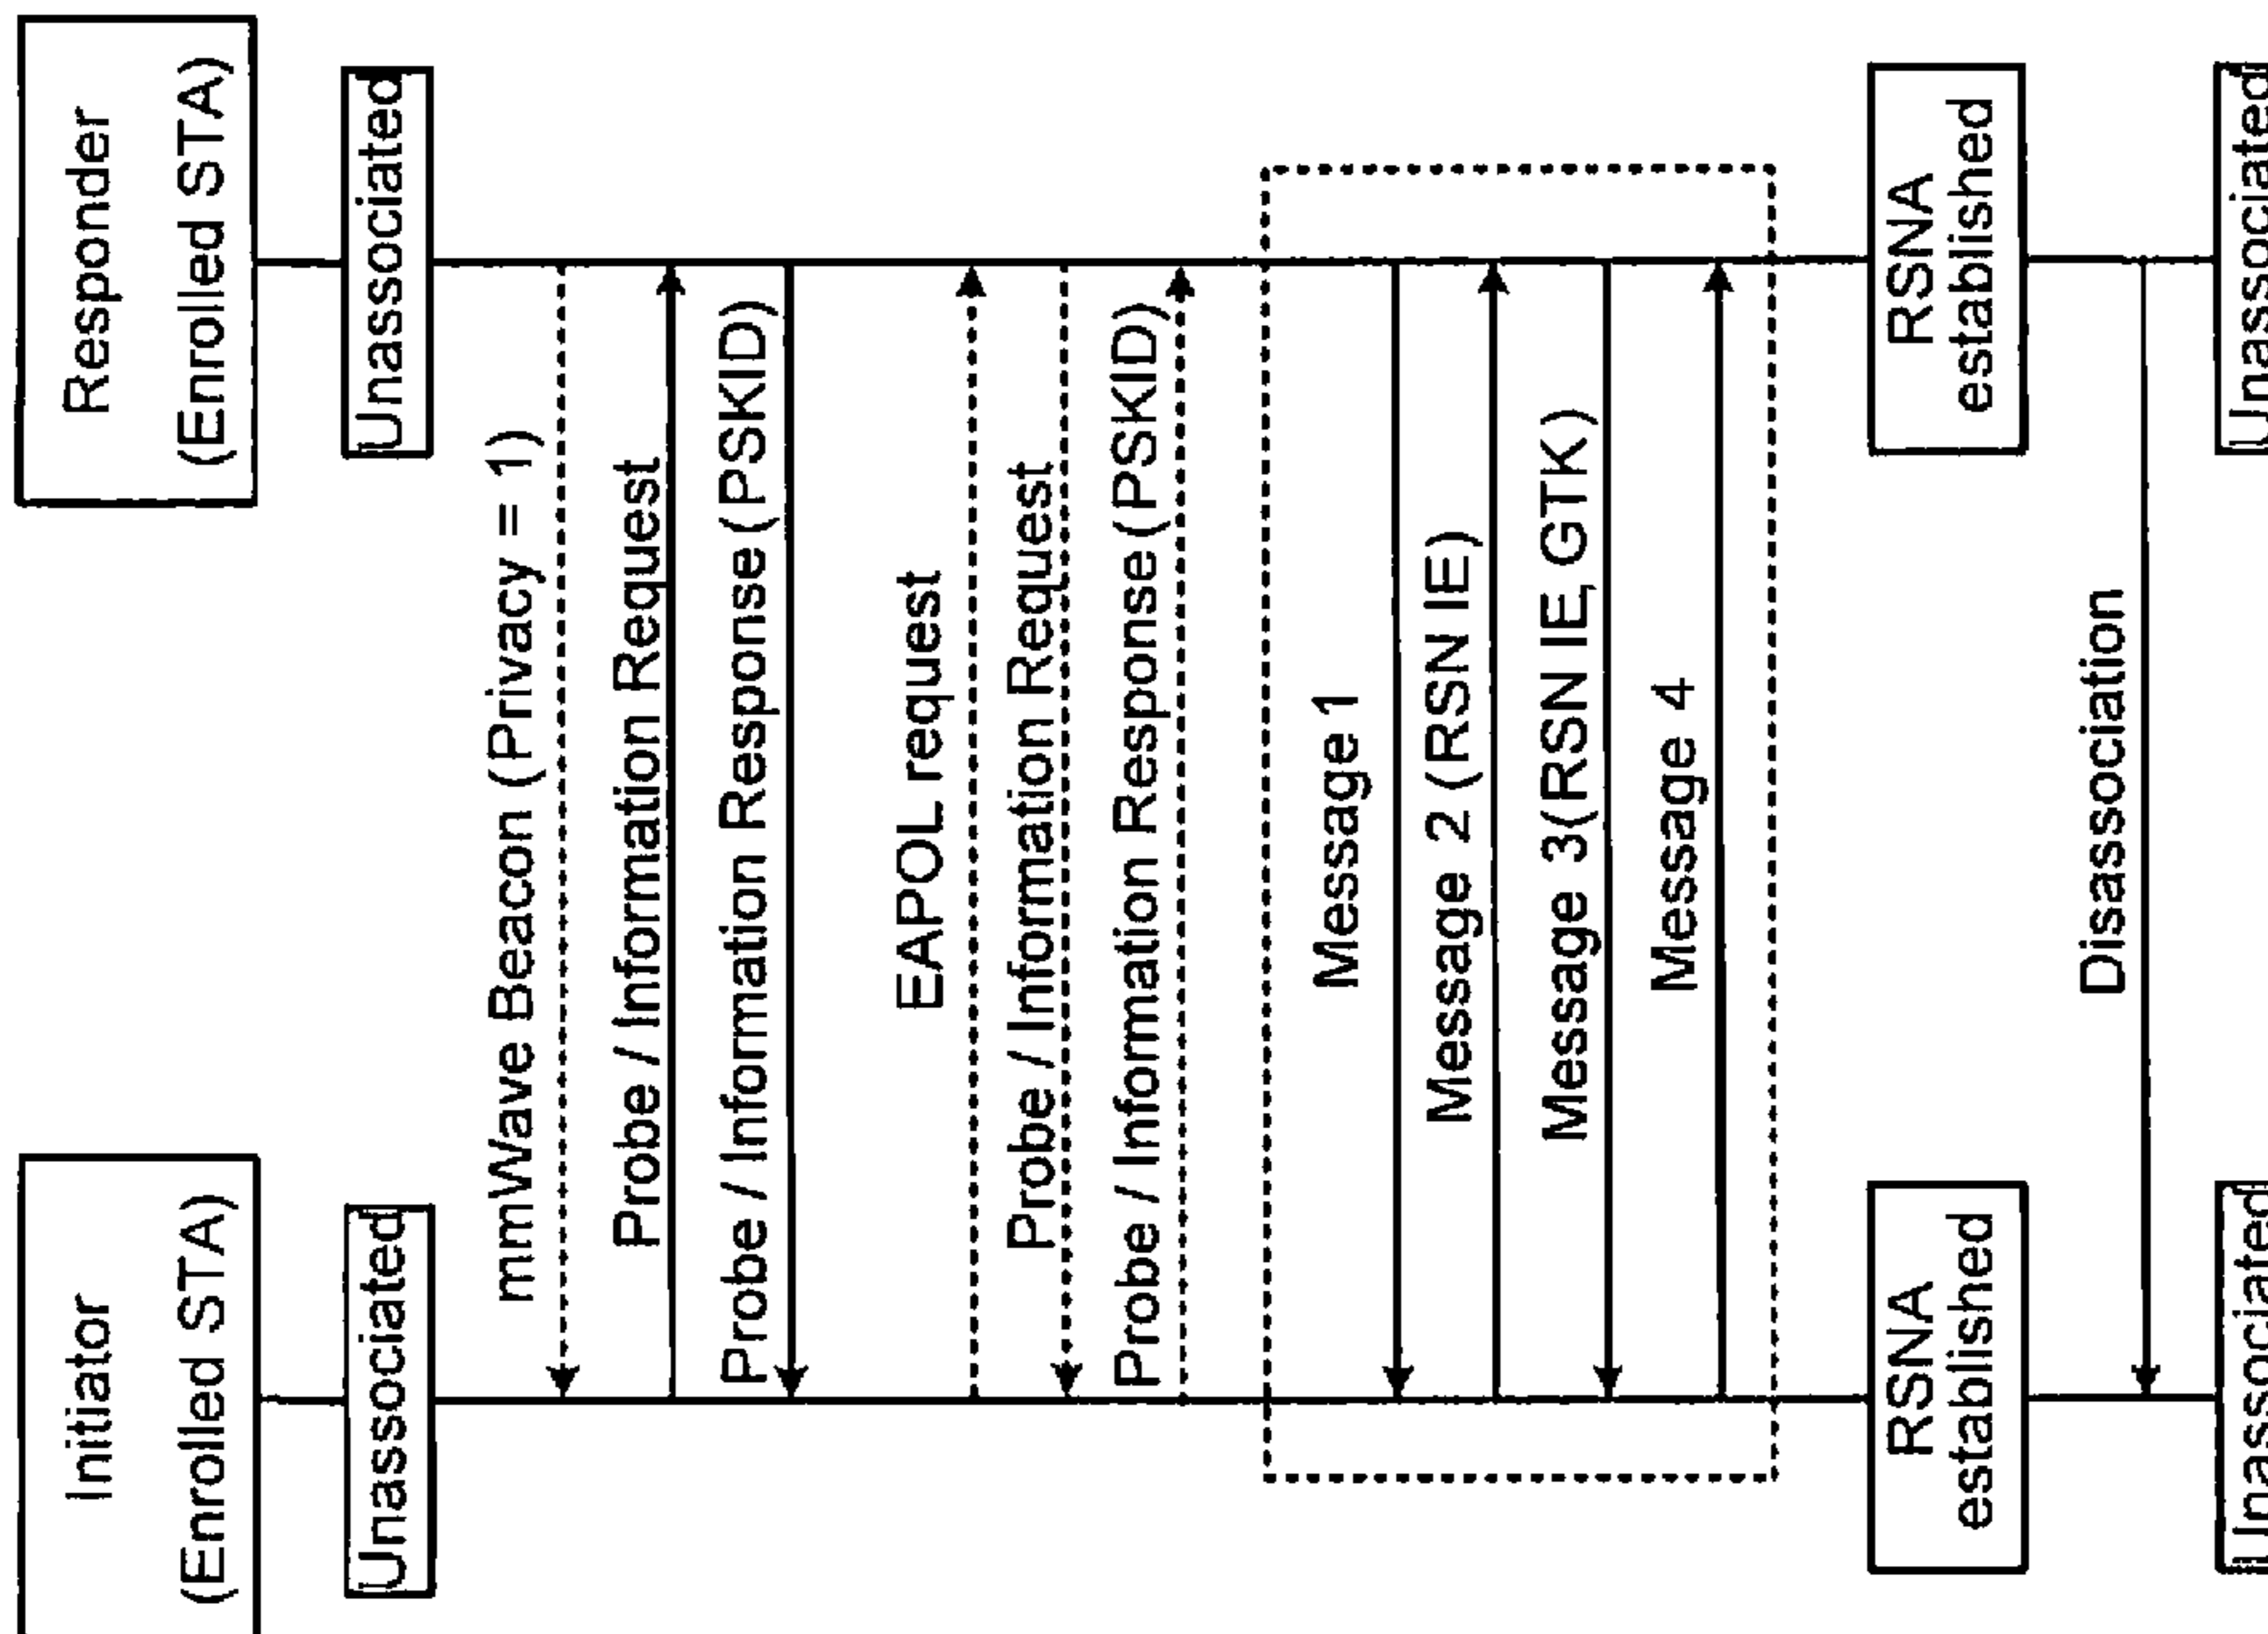 Initiator
(Enrolled STA)
Responder
(Enrolled STA)
Unassociated
Unassociated
mmWave Beacon (Privacy = 1)
Probe / Information Request
Probe / Information Response (PSKID)
EAPOL request
Probe / Information Request
Probe / Information Response (PSKID)
Message 1
Message 2 (RSN IE)
Message 3(RSN IE, GTK)
Message 4
RSNA
established
RSNA
established
Disassociation
Unassociated
Unassociated